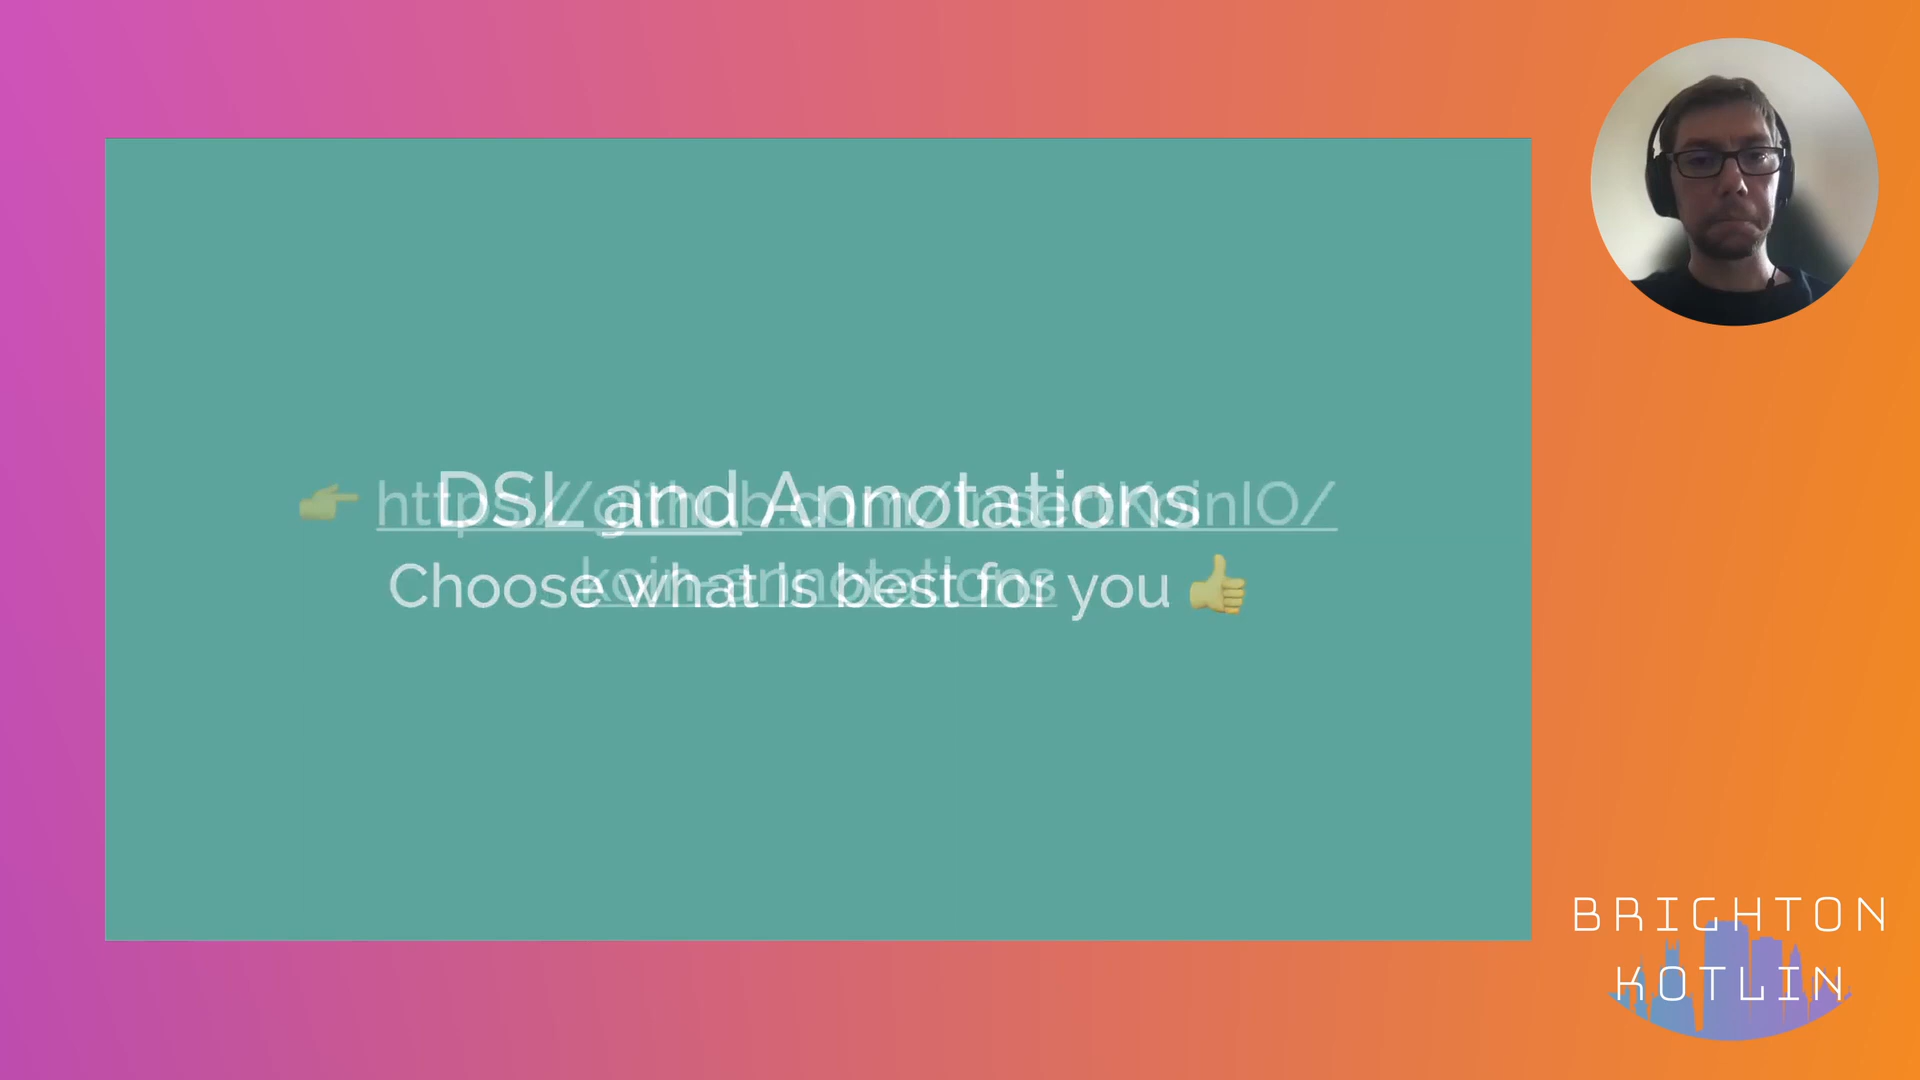 DSL and Annotations
Choose what is best for you 👍
👉 https://github.com/InsertKoinIO/
koin-annotations
BRIGHTON
KOTLIN